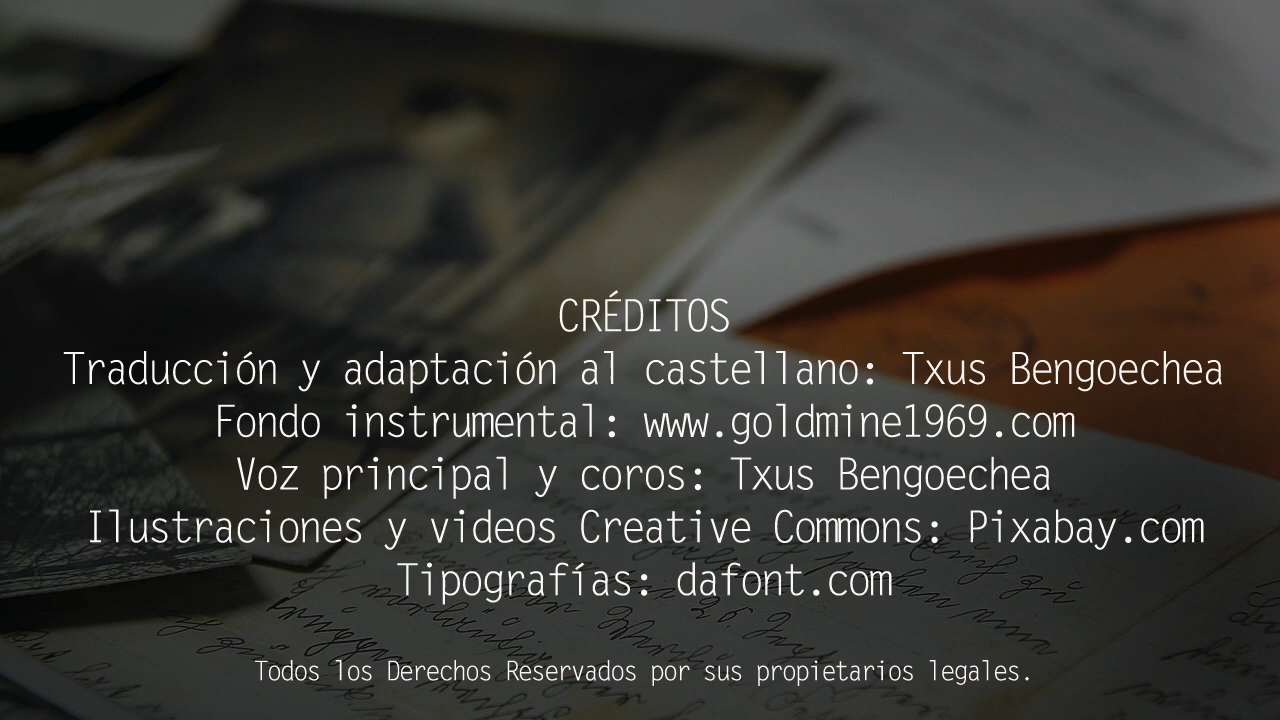 CRÉDITOS
Traducción y adaptación al castellano: Txus Bengoechea
Fondo instrumental: www.goldmine1969.com
Voz principal y coros: Txus Bengoechea
Ilustraciones y videos Creative Commons: Pixabay.com
Tipografías: dafont.com
Todos los Derechos Reservados por sus propietarios legales.